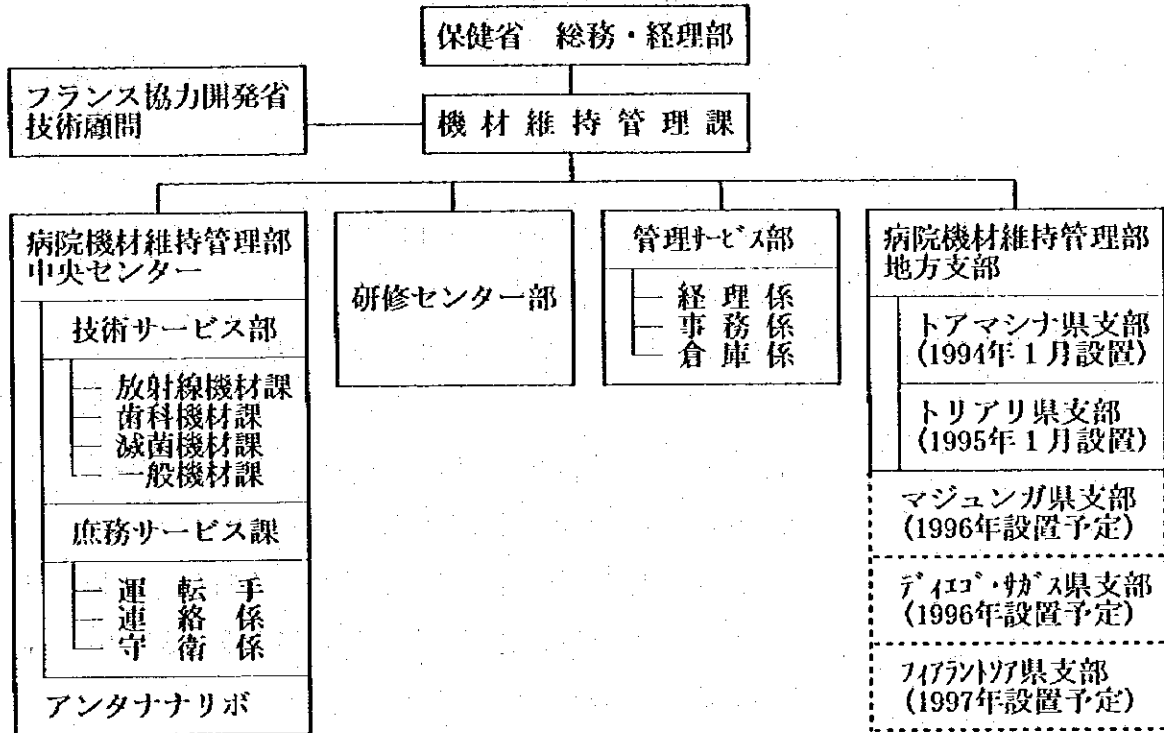 保健省 総務・経理部
フランス協力開発省
技術顧問
機材維持管理課
病院機材維持管理部
中央センター
技術サービス部
放射線機材課
歯科機材課
滅菌機材課
一般機材課
庶務サービス課
運転手
連絡係
守衛係
アンタナナリボ
研修センター部
管理ｻｰﾋﾞｽ部
経理係
事務係
倉庫係
病院機材維持管理部
地方支部
トアマシナ県支部
(1994年1月設置)
トリアリ県支部
(1995年1月設置)
マジュンガ県支部
(1996年設置予定)
ﾃﾞｨｴｺﾞ・ｻｶﾞｽ県支部
(1996年設置予定)
ﾌｨｱﾗﾝﾄｿｱ県支部
(1997年設置予定)